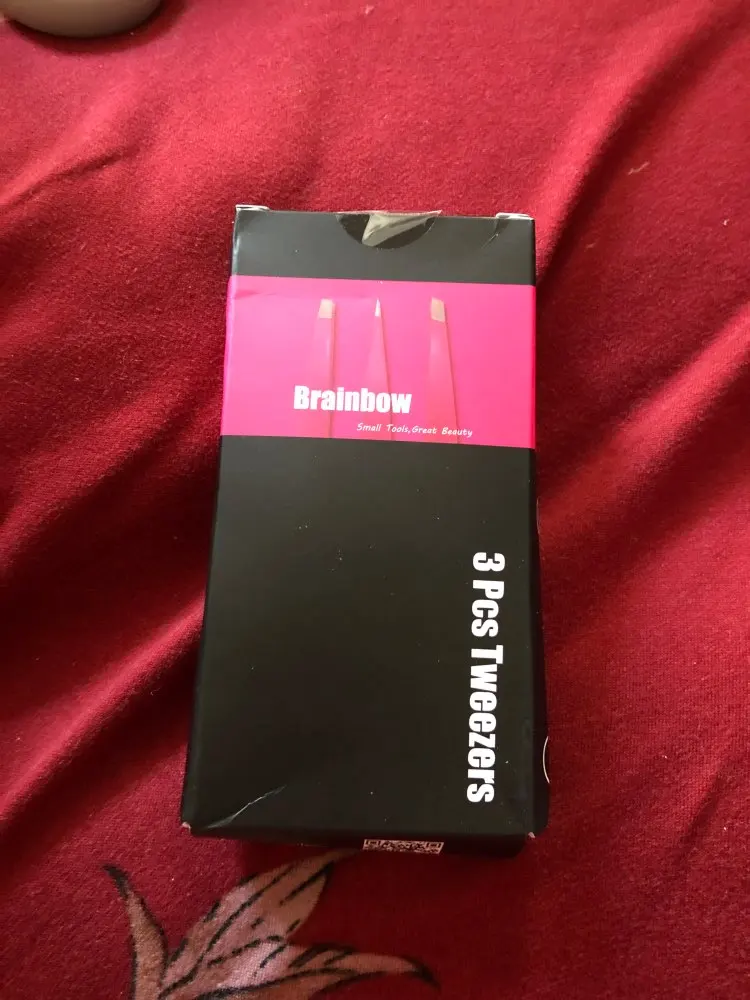 Brainbow
Small Tools,Great Beauty
3 Pcs Tweezers